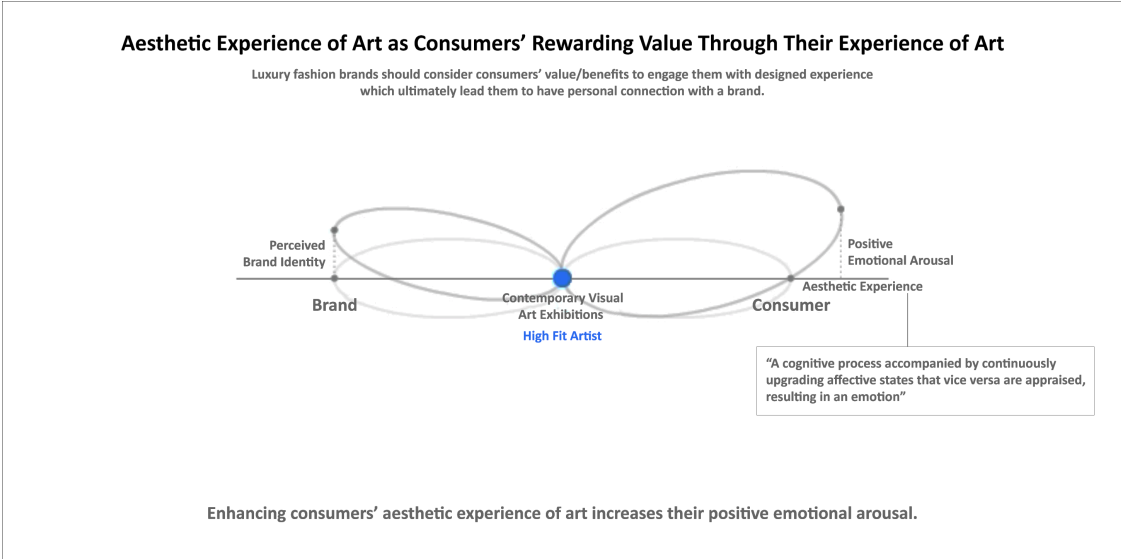 Aesthetic Experience of Art as Consumers’ Rewarding Value Through Their Experience of Art
Luxury fashion brands should consider consumers’ value/benefits to engage them with designed experience
which ultimately lead them to have personal connection with a brand.
Perceived
Brand Identity
Brand
Contemporary Visual
Art Exhibitions
High Fit Artist
Positive
Emotional Arousal
Aesthetic Experience
Consumer
“A cognitive process accompanied by continuously
upgrading affective states that vice versa are appraised,
resulting in an emotion”
Enhancing consumers’ aesthetic experience of art increases their positive emotional arousal.